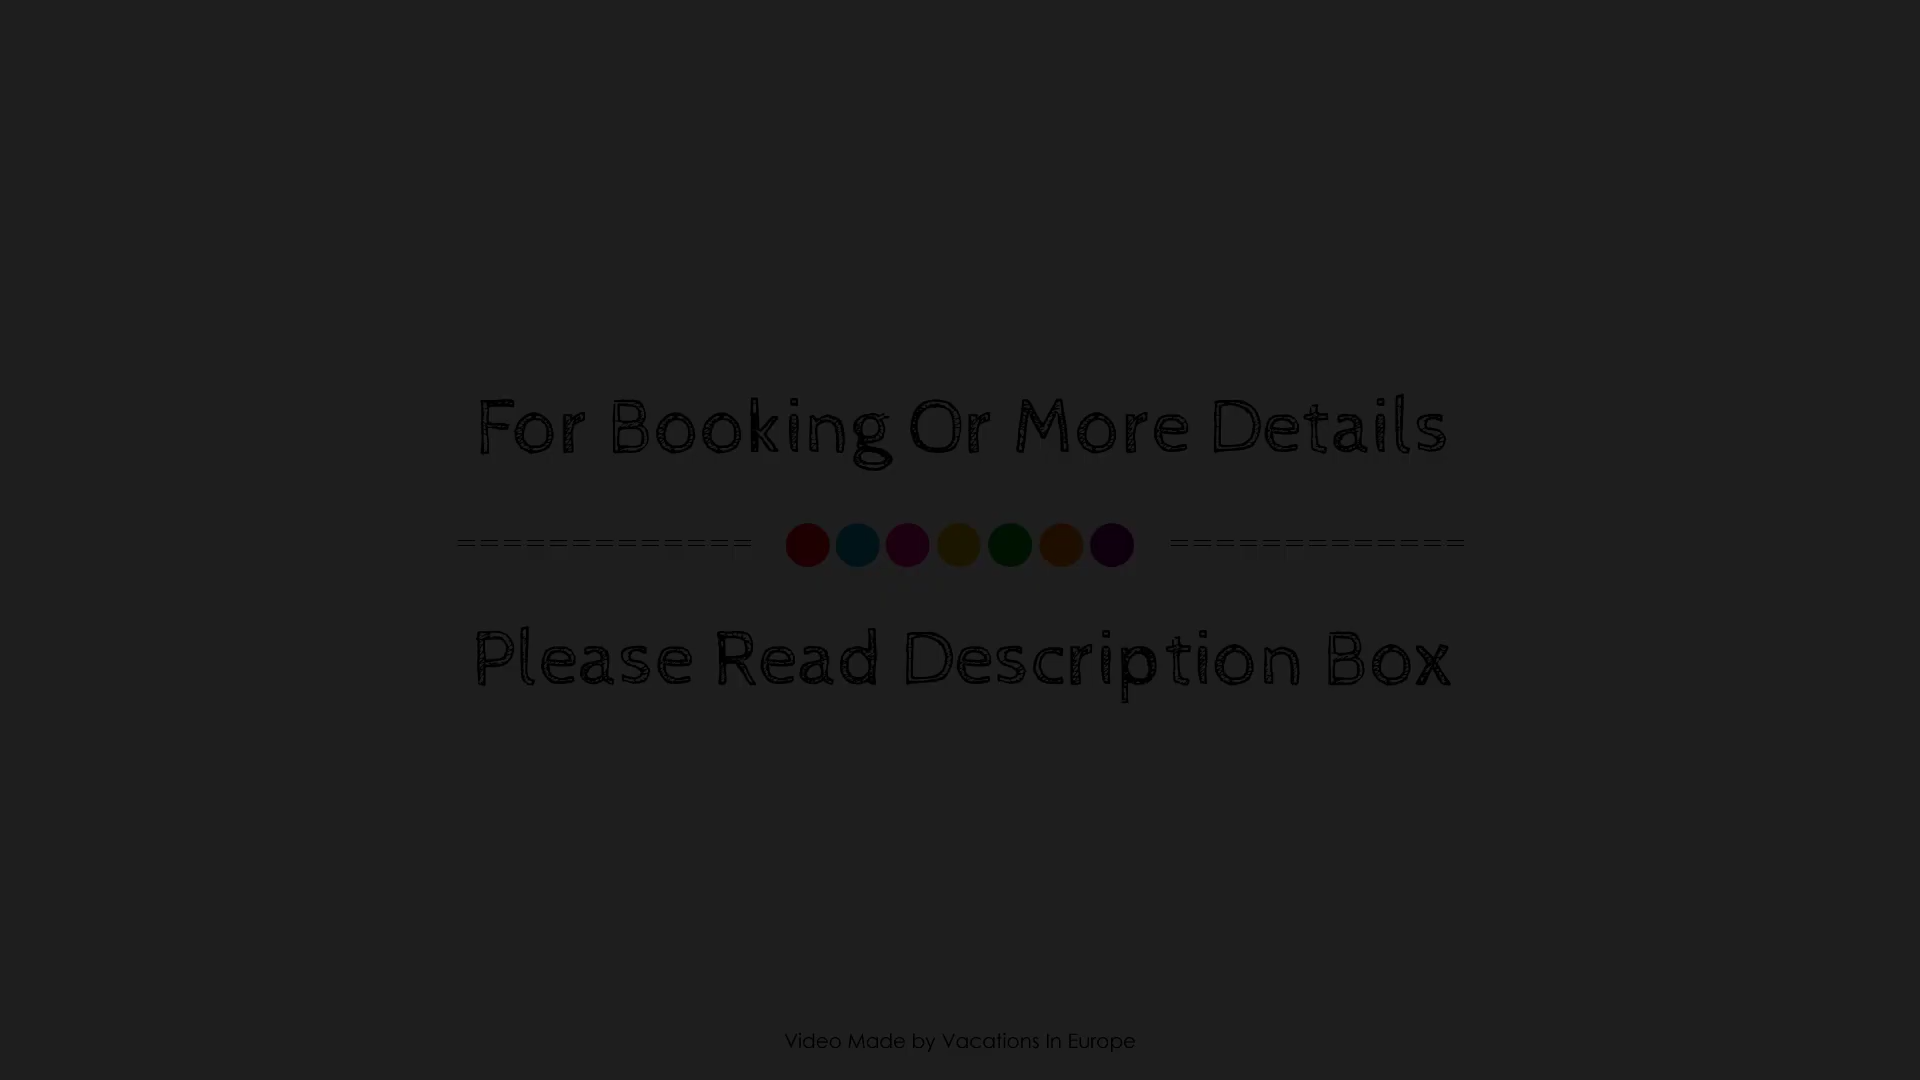 For Booking Or More Details
============= =============
Please Read Description Box
Video Made by Vacations In Europe